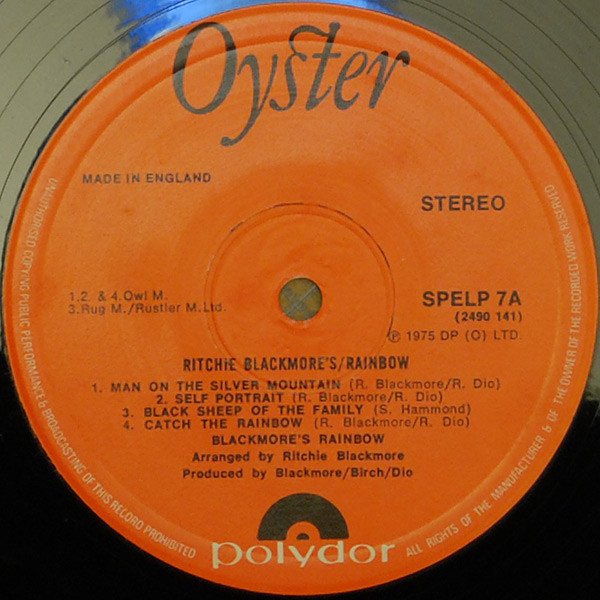 Oyster
MADE IN ENGLAND
STEREO
1.2. & 4.Owl M.
3.Rug M./Rustler M.Ltd.
SPELP 7A
(2490 141)
℗ 1975 DP (O) LTD.
RITCHIE BLACKMORE'S/RAINBOW
1. MAN ON THE SILVER MOUNTAIN (R. Blackmore/R. Dio)
2. SELF PORTRAIT (R. Blackmore/R. Dio)
3. BLACK SHEEP OF THE FAMILY (S. Hammond)
4. CATCH THE RAINBOW (R. Blackmore/R. Dio)
BLACKMORE'S RAINBOW
Arranged by Ritchie Blackmore
Produced by Blackmore/Birch/Dio
polydor
UNAUTHORISED COPYING PUBLIC PERFORMANCE & BROADCASTING OF THIS RECORD PROHIBITED
ALL RIGHTS OF THE MANUFACTURER & OF THE OWNER OF THE RECORDED WORK RESERVED